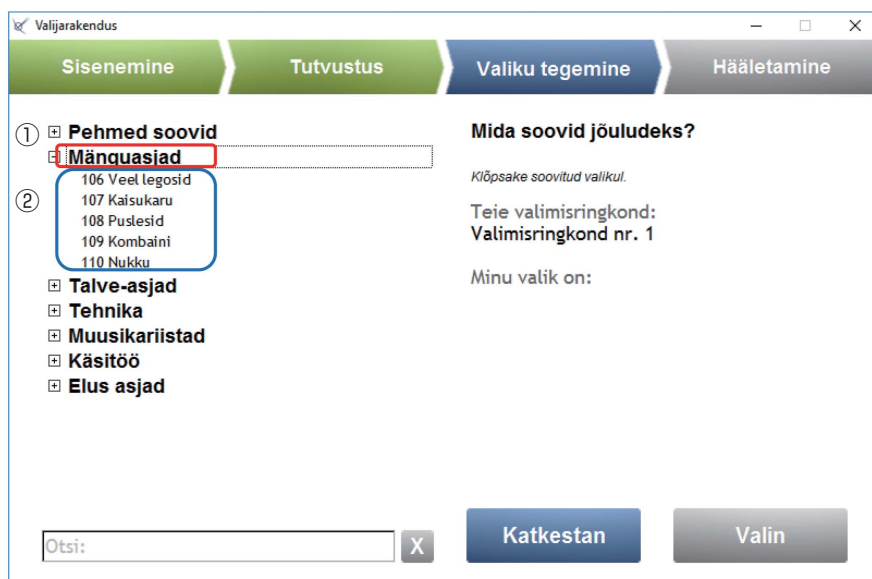 Valijarakendus
Sisenemine
Tutvustus
Valiku tegemine
Hääletamine
① Pehmed soovid
Mänguasjad
② 106 Veel legosid
107 Kaisukaru
108 Puslesid
109 Kombaini
110 Nukku
Talve-asjad
Tehnika
Muusikariistad
Käsitöö
Elus asjad
Otsi:
X
Mida soovid jõuludeks?
Klõpsake soovitud valikul.
Teie valimisringkond:
Valimisringkond nr. 1
Minu valik on:
Katkestan
Valin